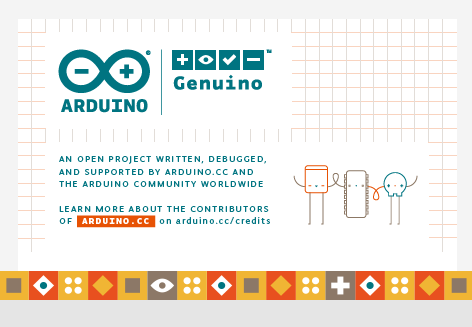 ARDUINO
Genuino
AN OPEN PROJECT WRITTEN, DEBUGGED,
AND SUPPORTED BY ARDUINO.CC AND
THE ARDUINO COMMUNITY WORLDWIDE
LEARN MORE ABOUT THE CONTRIBUTORS
OF ARDUINO.CC on arduino.cc/credits